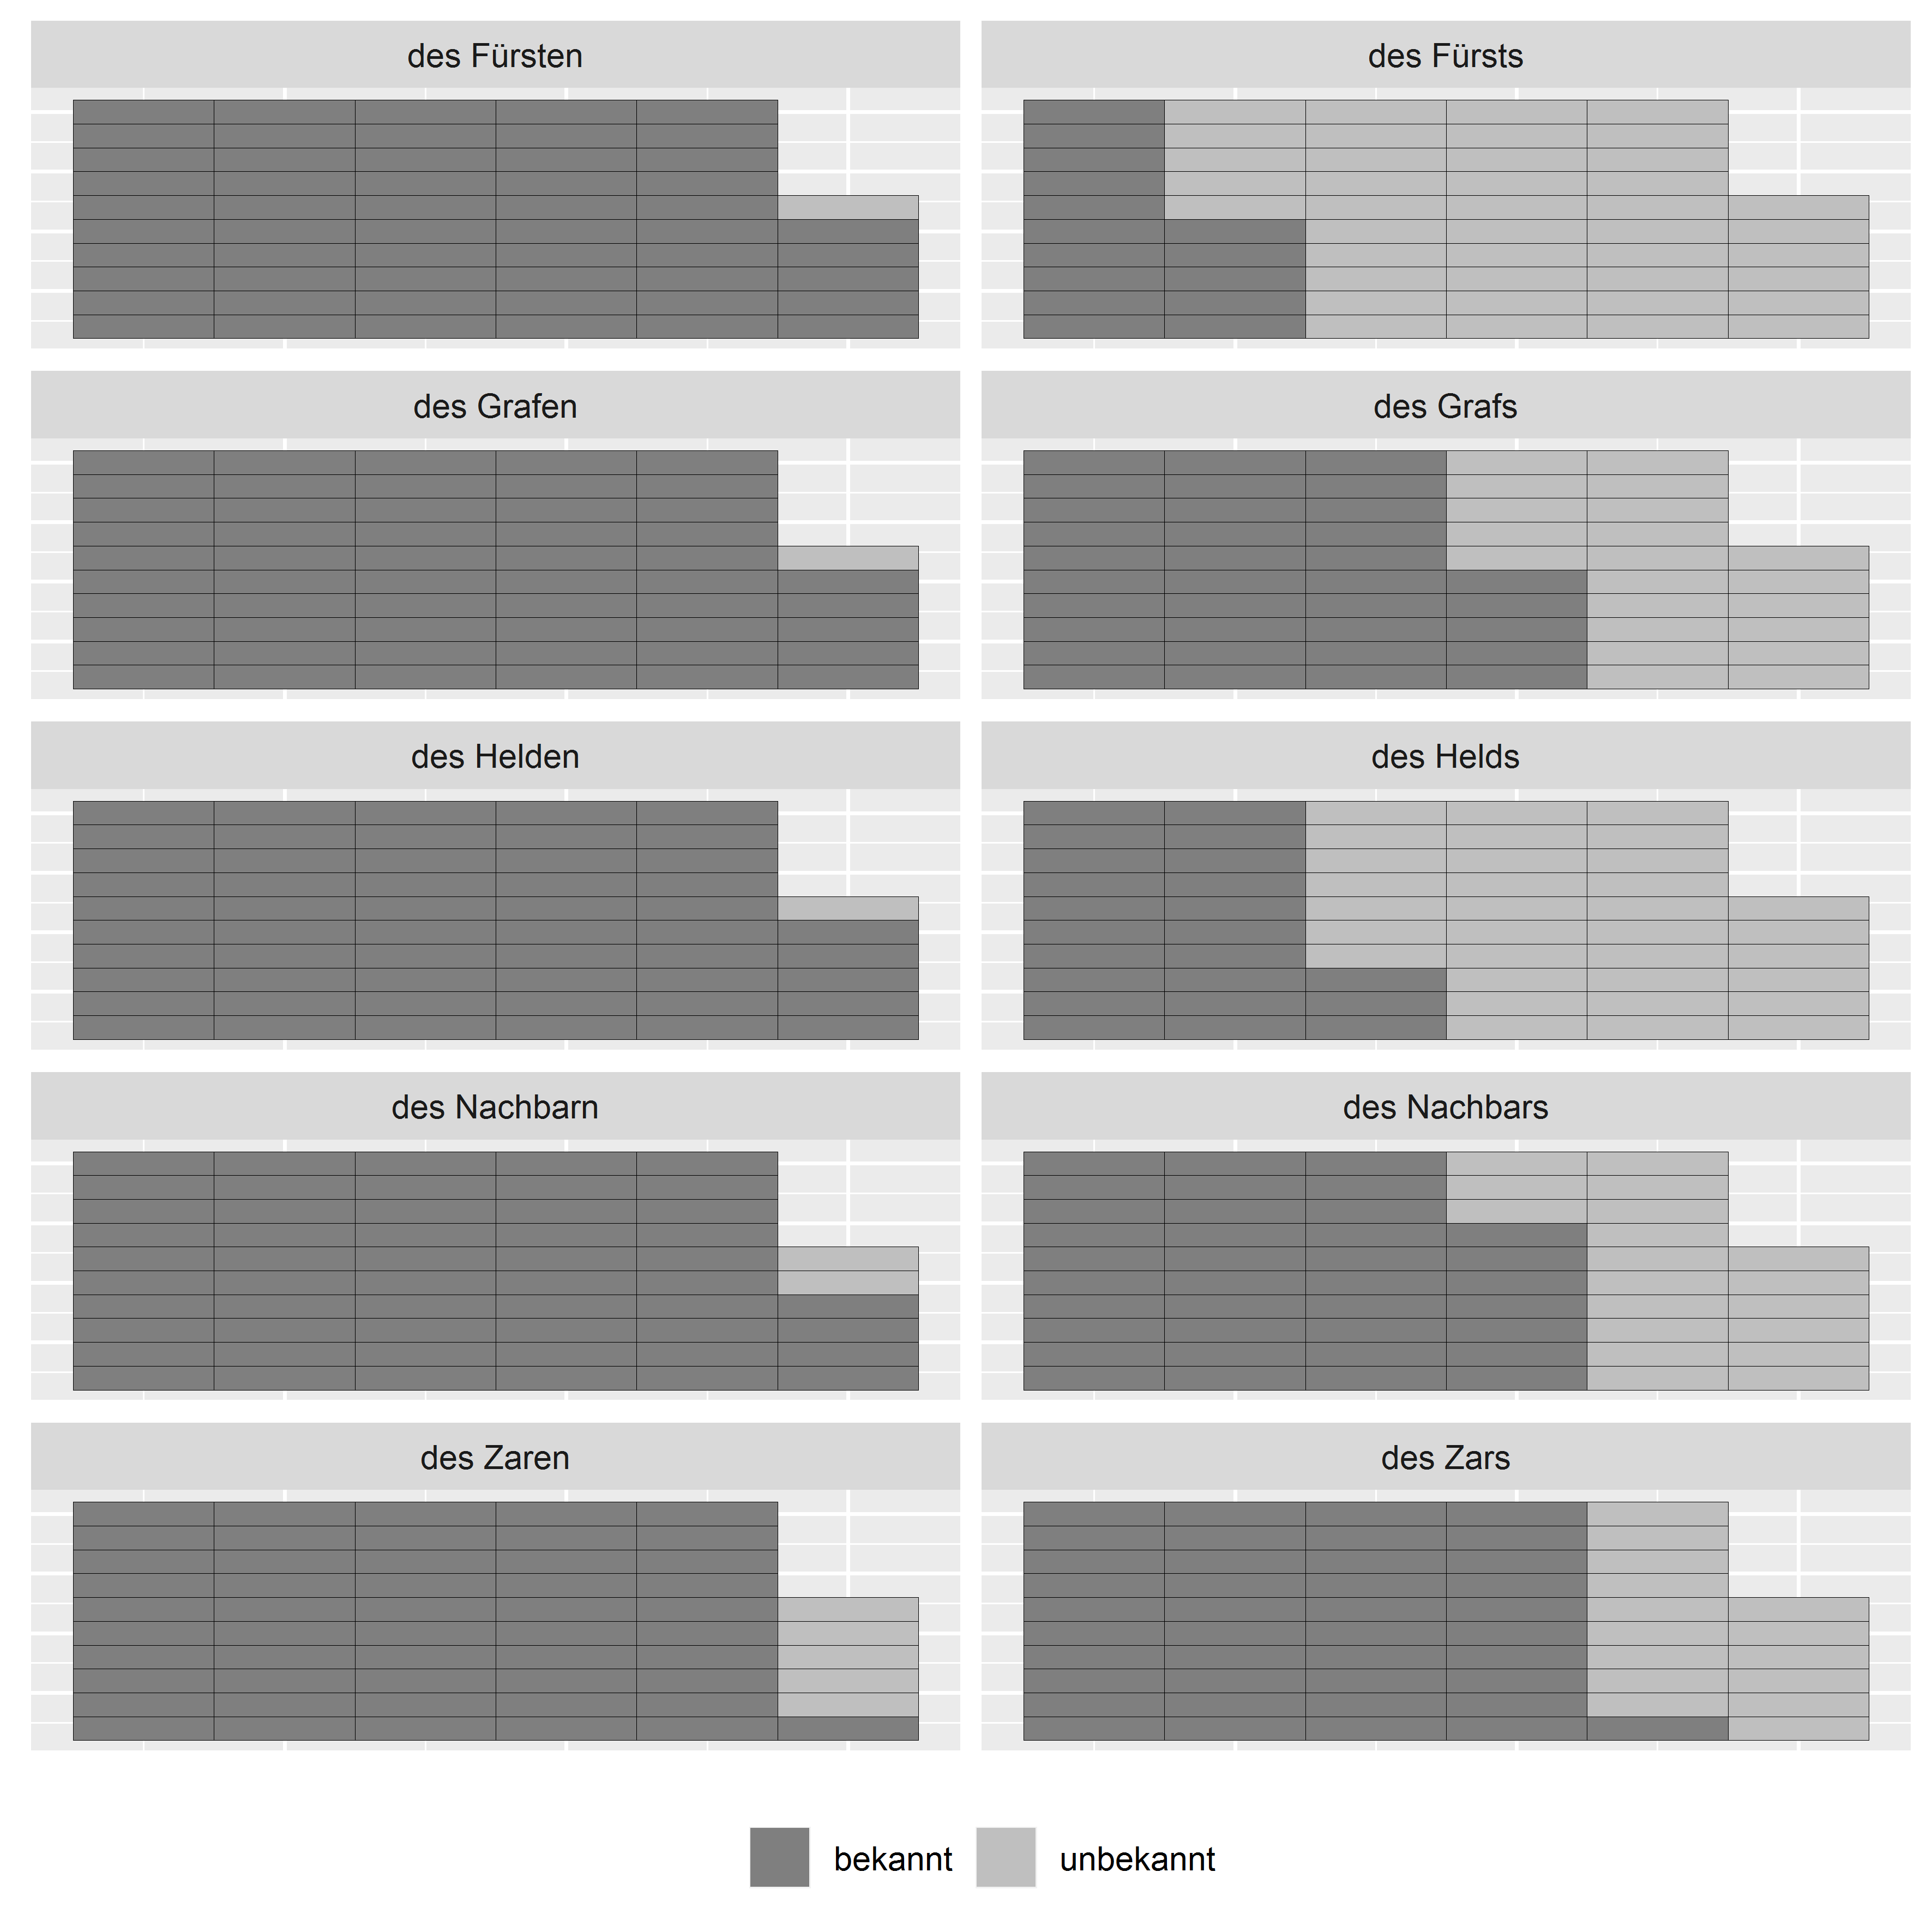 des Fürsten
des Fürsts
des Grafen
des Grafs
des Helden
des Helds
des Nachbarn
des Nachbars
des Zaren
des Zars
bekannt unbekannt